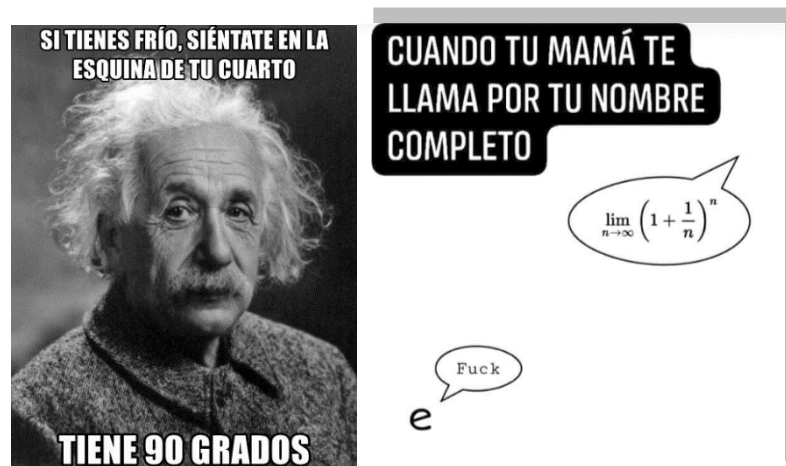 SI TIENES FRÍO, SIÉNTATE EN LA
ESQUINA DE TU CUARTO
TIENE 90 GRADOS
CUANDO TU MAMÁ TE
LLAMA POR TU NOMBRE
COMPLETO
lim n→∞ (1 + 1/n)^n
Fuck
e